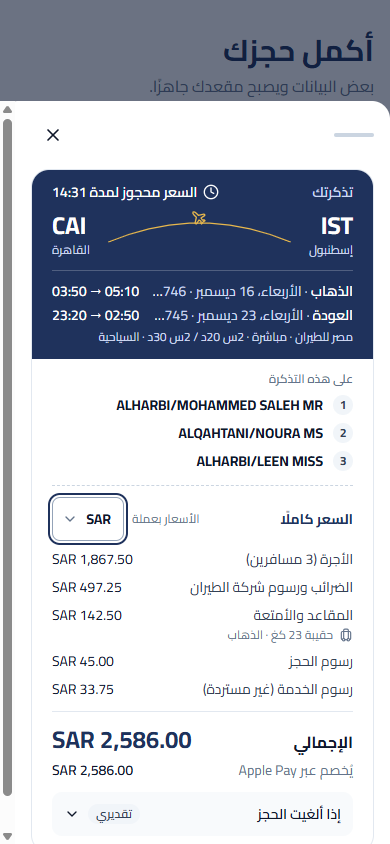 أكمل حجزك
بعض البيانات ويصبح مقعدك جاهزًا.
تذكرتك
السعر محجوز لمدة 14:31
IST
CAI
إسطنبول
القاهرة
الذهاب · الأربعاء، 16 ديسمبر · 746...
05:10 → 03:50
العودة · الأربعاء، 23 ديسمبر · 745...
02:50 → 23:20
مصر للطيران · مباشرة · 2س 20د / 2س 30د · السياحية
على هذه التذكرة
1 ALHARBI/MOHAMMED SALEH MR
2 ALQAHTANI/NOURA MS
3 ALHARBI/LEEN MISS
السعر كاملًا
الأسعار بعملة
SAR
الأجرة (3 مسافرين)
SAR 1,867.50
الضرائب ورسوم شركة الطيران
SAR 497.25
المقاعد والأمتعة
SAR 142.50
حقيبة 23 كغ · الذهاب
رسوم الحجز
SAR 45.00
رسوم الخدمة (غير مستردة)
SAR 33.75
الإجمالي
SAR 2,586.00
يُخصم عبر Apple Pay
SAR 2,586.00
إذا ألغيت الحجز
تقديري